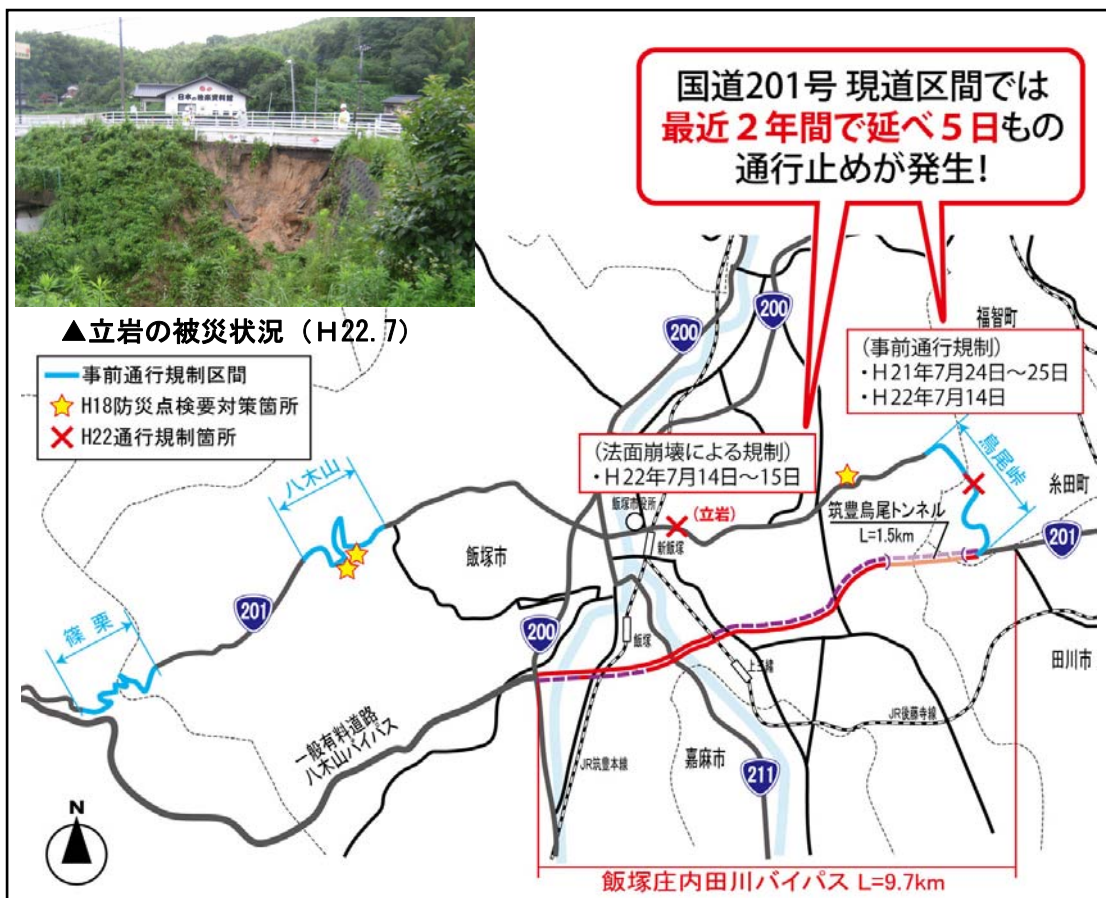 日本の地麻資料館
国道201号 現道区間では
最近2年間で延べ5日もの
通行止めが発生!
▲立岩の被災状況（H22.7）
事前通行規制区間
H18防災点検要対策箇所
H22通行規制箇所
200
200
福智町
（事前通行規制）
・H21年7月24日～25日
・H22年7月14日
（法面崩壊による規制）
・H22年7月14日～15日
八木山
烏尾峠
糸田町
飯塚市役所
（立岩）
筑豊烏尾トンネル
L=1.5km
新飯塚
飯塚市
201
201
篠栗
200
飯塚
上三緒
田川市
一般有料道路
八木山バイパス
JR筑豊本線
嘉麻市
211
JR後藤寺線
N
飯塚庄内田川バイパス L=9.7km